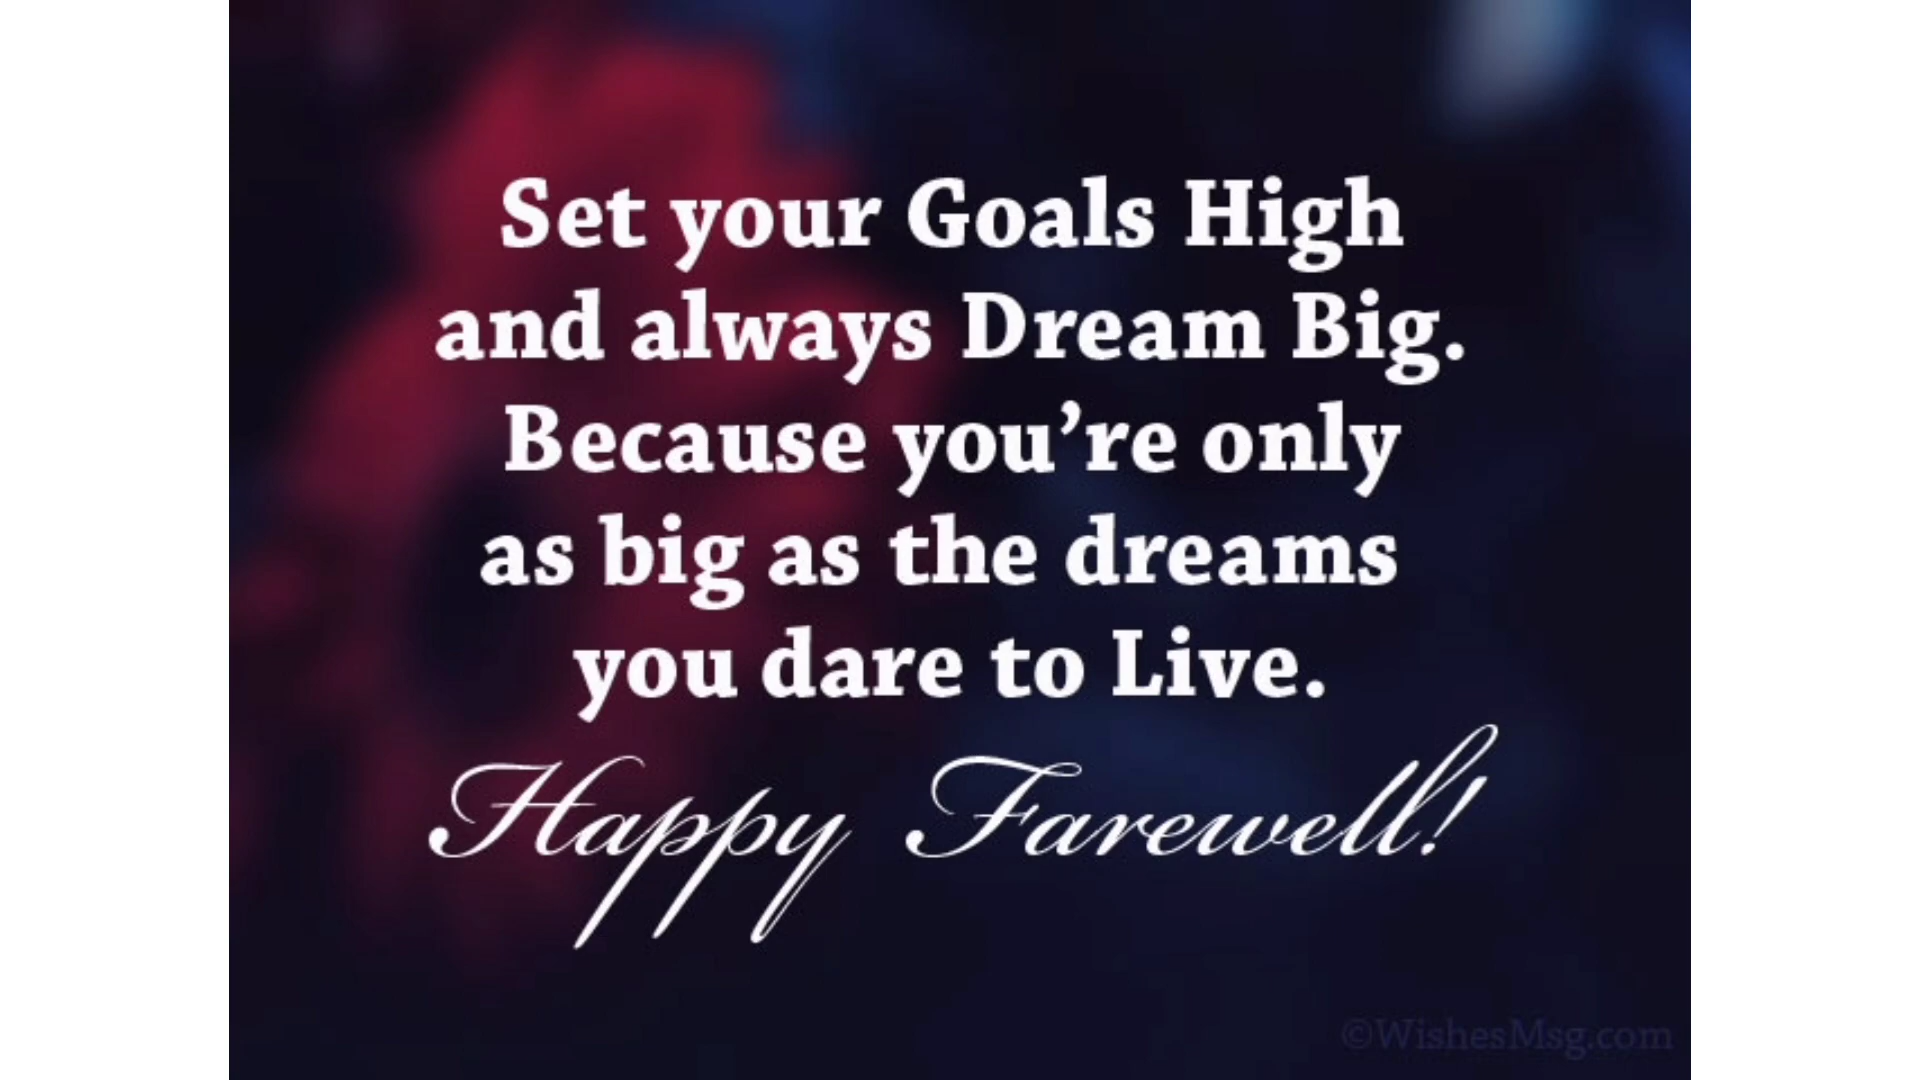 Set your Goals High
and always Dream Big.
Because you’re only
as big as the dreams
you dare to Live.
Happy Farewell!
©WishesMsg.com